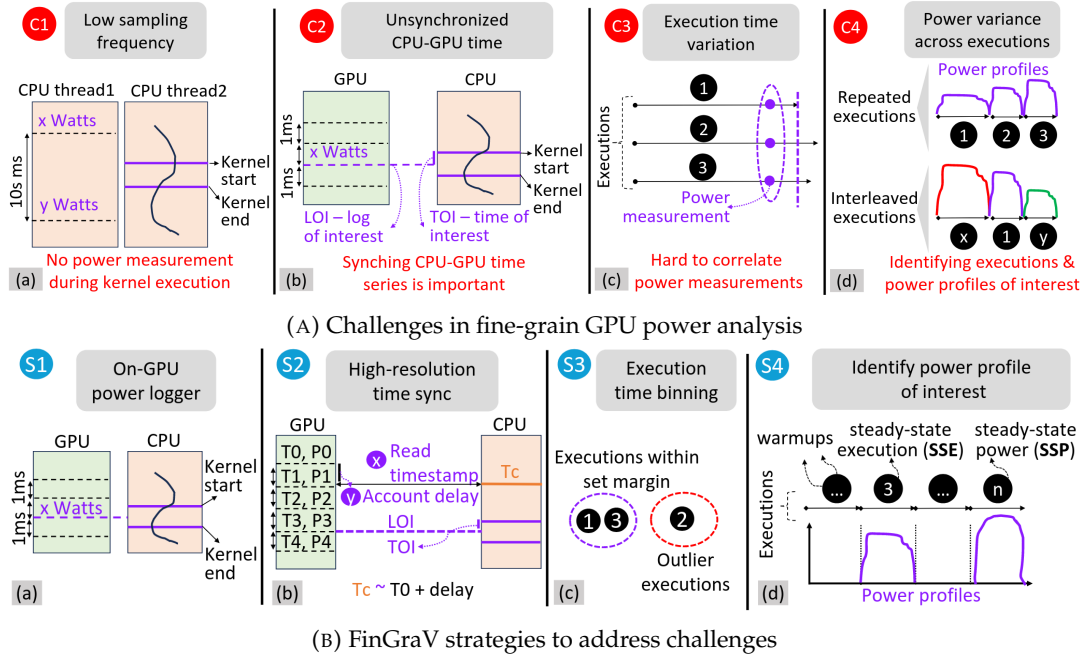 C1
Low sampling
frequency
CPU thread1
CPU thread2
x Watts
10s ms
y Watts
Kernel
start
Kernel
end
(a)
No power measurement
during kernel execution
C2
Unsynchronized
CPU-GPU time
GPU
CPU
1ms
x Watts
1ms
Kernel
start
Kernel
end
LOI – log
of interest
TOI – time of
interest
(b)
Synching CPU-GPU time
series is important
C3
Execution time
variation
Executions
1
2
3
Power
measurement
(c)
Hard to correlate
power measurements
C4
Power variance
across executions
Power profiles
Repeated
executions
1
2
3
Interleaved
executions
x
1
y
(d)
Identifying executions &
power profiles of interest
(A) Challenges in fine-grain GPU power analysis
S1
On-GPU
power logger
GPU
CPU
1ms 1ms
x Watts
Kernel
start
Kernel
end
(a)
S2
High-resolution
time sync
GPU
CPU
T0, P0
T1, P1
T2, P2
T3, P3
T4, P4
x
Read
timestamp
y
Account delay
Tc
LOI
TOI
(b)
Tc ~ T0 + delay
S3
Execution
time binning
Executions within
set margin
1 3
2
Outlier
executions
(c)
S4
Identify power profile
of interest
warmups
steady-state
execution (SSE)
steady-state
power (SSP)
Executions
...
3
...
n
(d)
Power profiles
(B) FinGraV strategies to address challenges